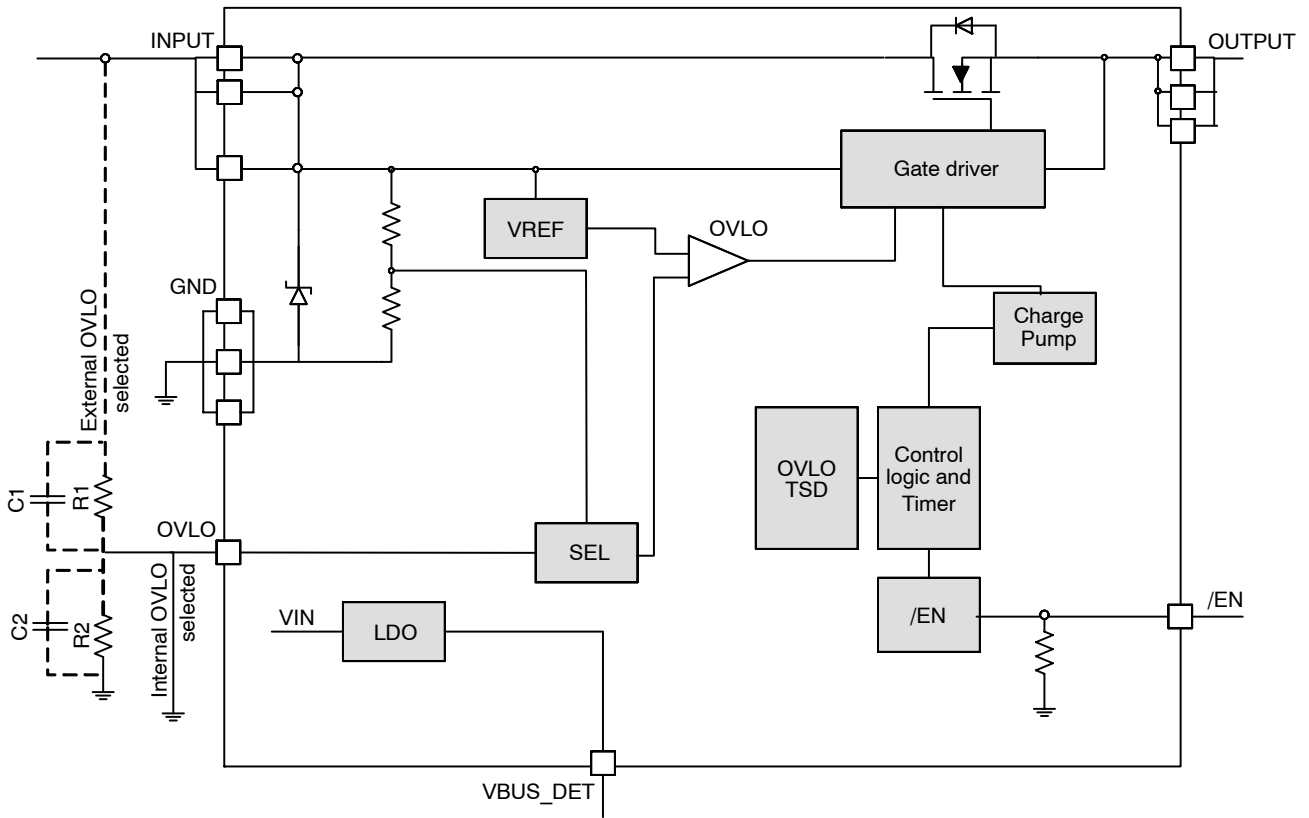 INPUT
OUTPUT
Gate driver
VREF
OVLO
GND
Charge
Pump
External OVLO
selected
OVLO
TSD
Control
logic and
Timer
C1
R1
OVLO
SEL
C2
R2
Internal OVLO
selected
VIN
LDO
/EN
/EN
VBUS_DET